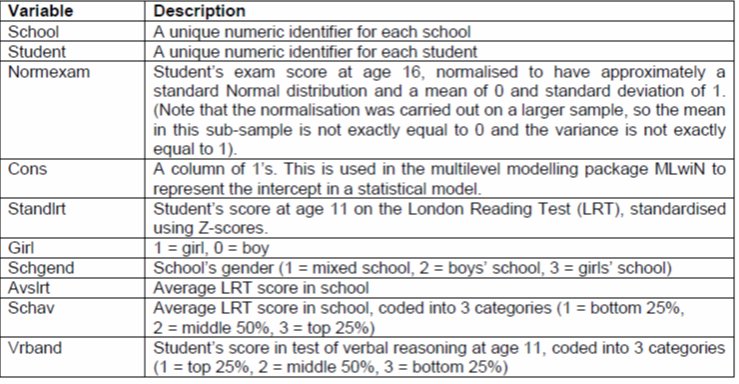 Variable Description
School A unique numeric identifier for each school
Student A unique numeric identifier for each student
Normexam Student's exam score at age 16, normalised to have approximately a
standard Normal distribution and a mean of 0 and standard deviation of 1.
(Note that the normalisation was carried out on a larger sample, so the mean
in this sub-sample is not exactly equal to 0 and the variance is not exactly
equal to 1).
Cons A column of 1's. This is used in the multilevel modelling package MLwiN to
represent the intercept in a statistical model.
Standlrt Student's score at age 11 on the London Reading Test (LRT), standardised
using Z-scores.
Girl 1 = girl, 0 = boy
Schgend School's gender (1 = mixed school, 2 = boys' school, 3 = girls' school)
Avslrt Average LRT score in school
Schav Average LRT score in school, coded into 3 categories (1 = bottom 25%,
2 = middle 50%, 3 = top 25%)
Vrband Student's score in test of verbal reasoning at age 11, coded into 3 categories
(1 = top 25%, 2 = middle 50%, 3 = bottom 25%)